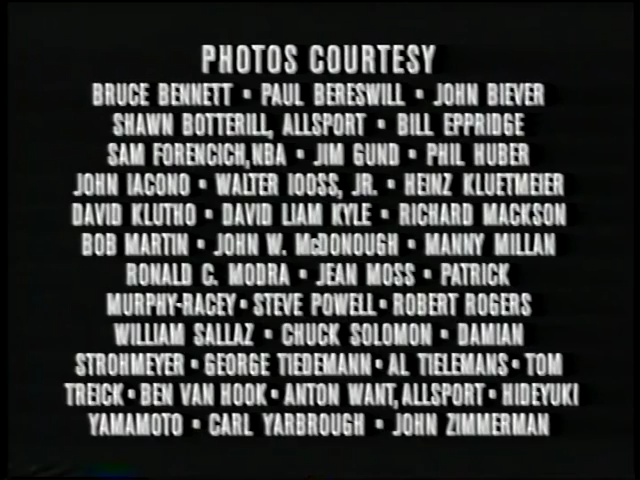 PHOTOS COURTESY
BRUCE BENNETT • PAUL BERESWILL • JOHN BIEVER
SHAWN BOTTERILL, ALLSPORT • BILL EPPRIDGE
SAM FORENCICH,NBA • JIM GUND • PHIL HUBER
JOHN IACONO • WALTER IOOSS, JR. • HEINZ KLUETMEIER
DAVID KLUTHO • DAVID LIAM KYLE • RICHARD MACKSON
BOB MARTIN • JOHN W. McDONOUGH • MANNY MILLAN
RONALD C. MODRA • JEAN MOSS • PATRICK
MURPHY-RACEY • STEVE POWELL • ROBERT ROGERS
WILLIAM SALLAZ • CHUCK SOLOMON • DAMIAN
STROHMEYER • GEORGE TIEDEMANN • AL TIELEMANS • TOM
TREICK • BEN VAN HOOK • ANTON WANT, ALLSPORT • HIDEYUKI
YAMAMOTO • CARL YARBROUGH • JOHN ZIMMERMAN